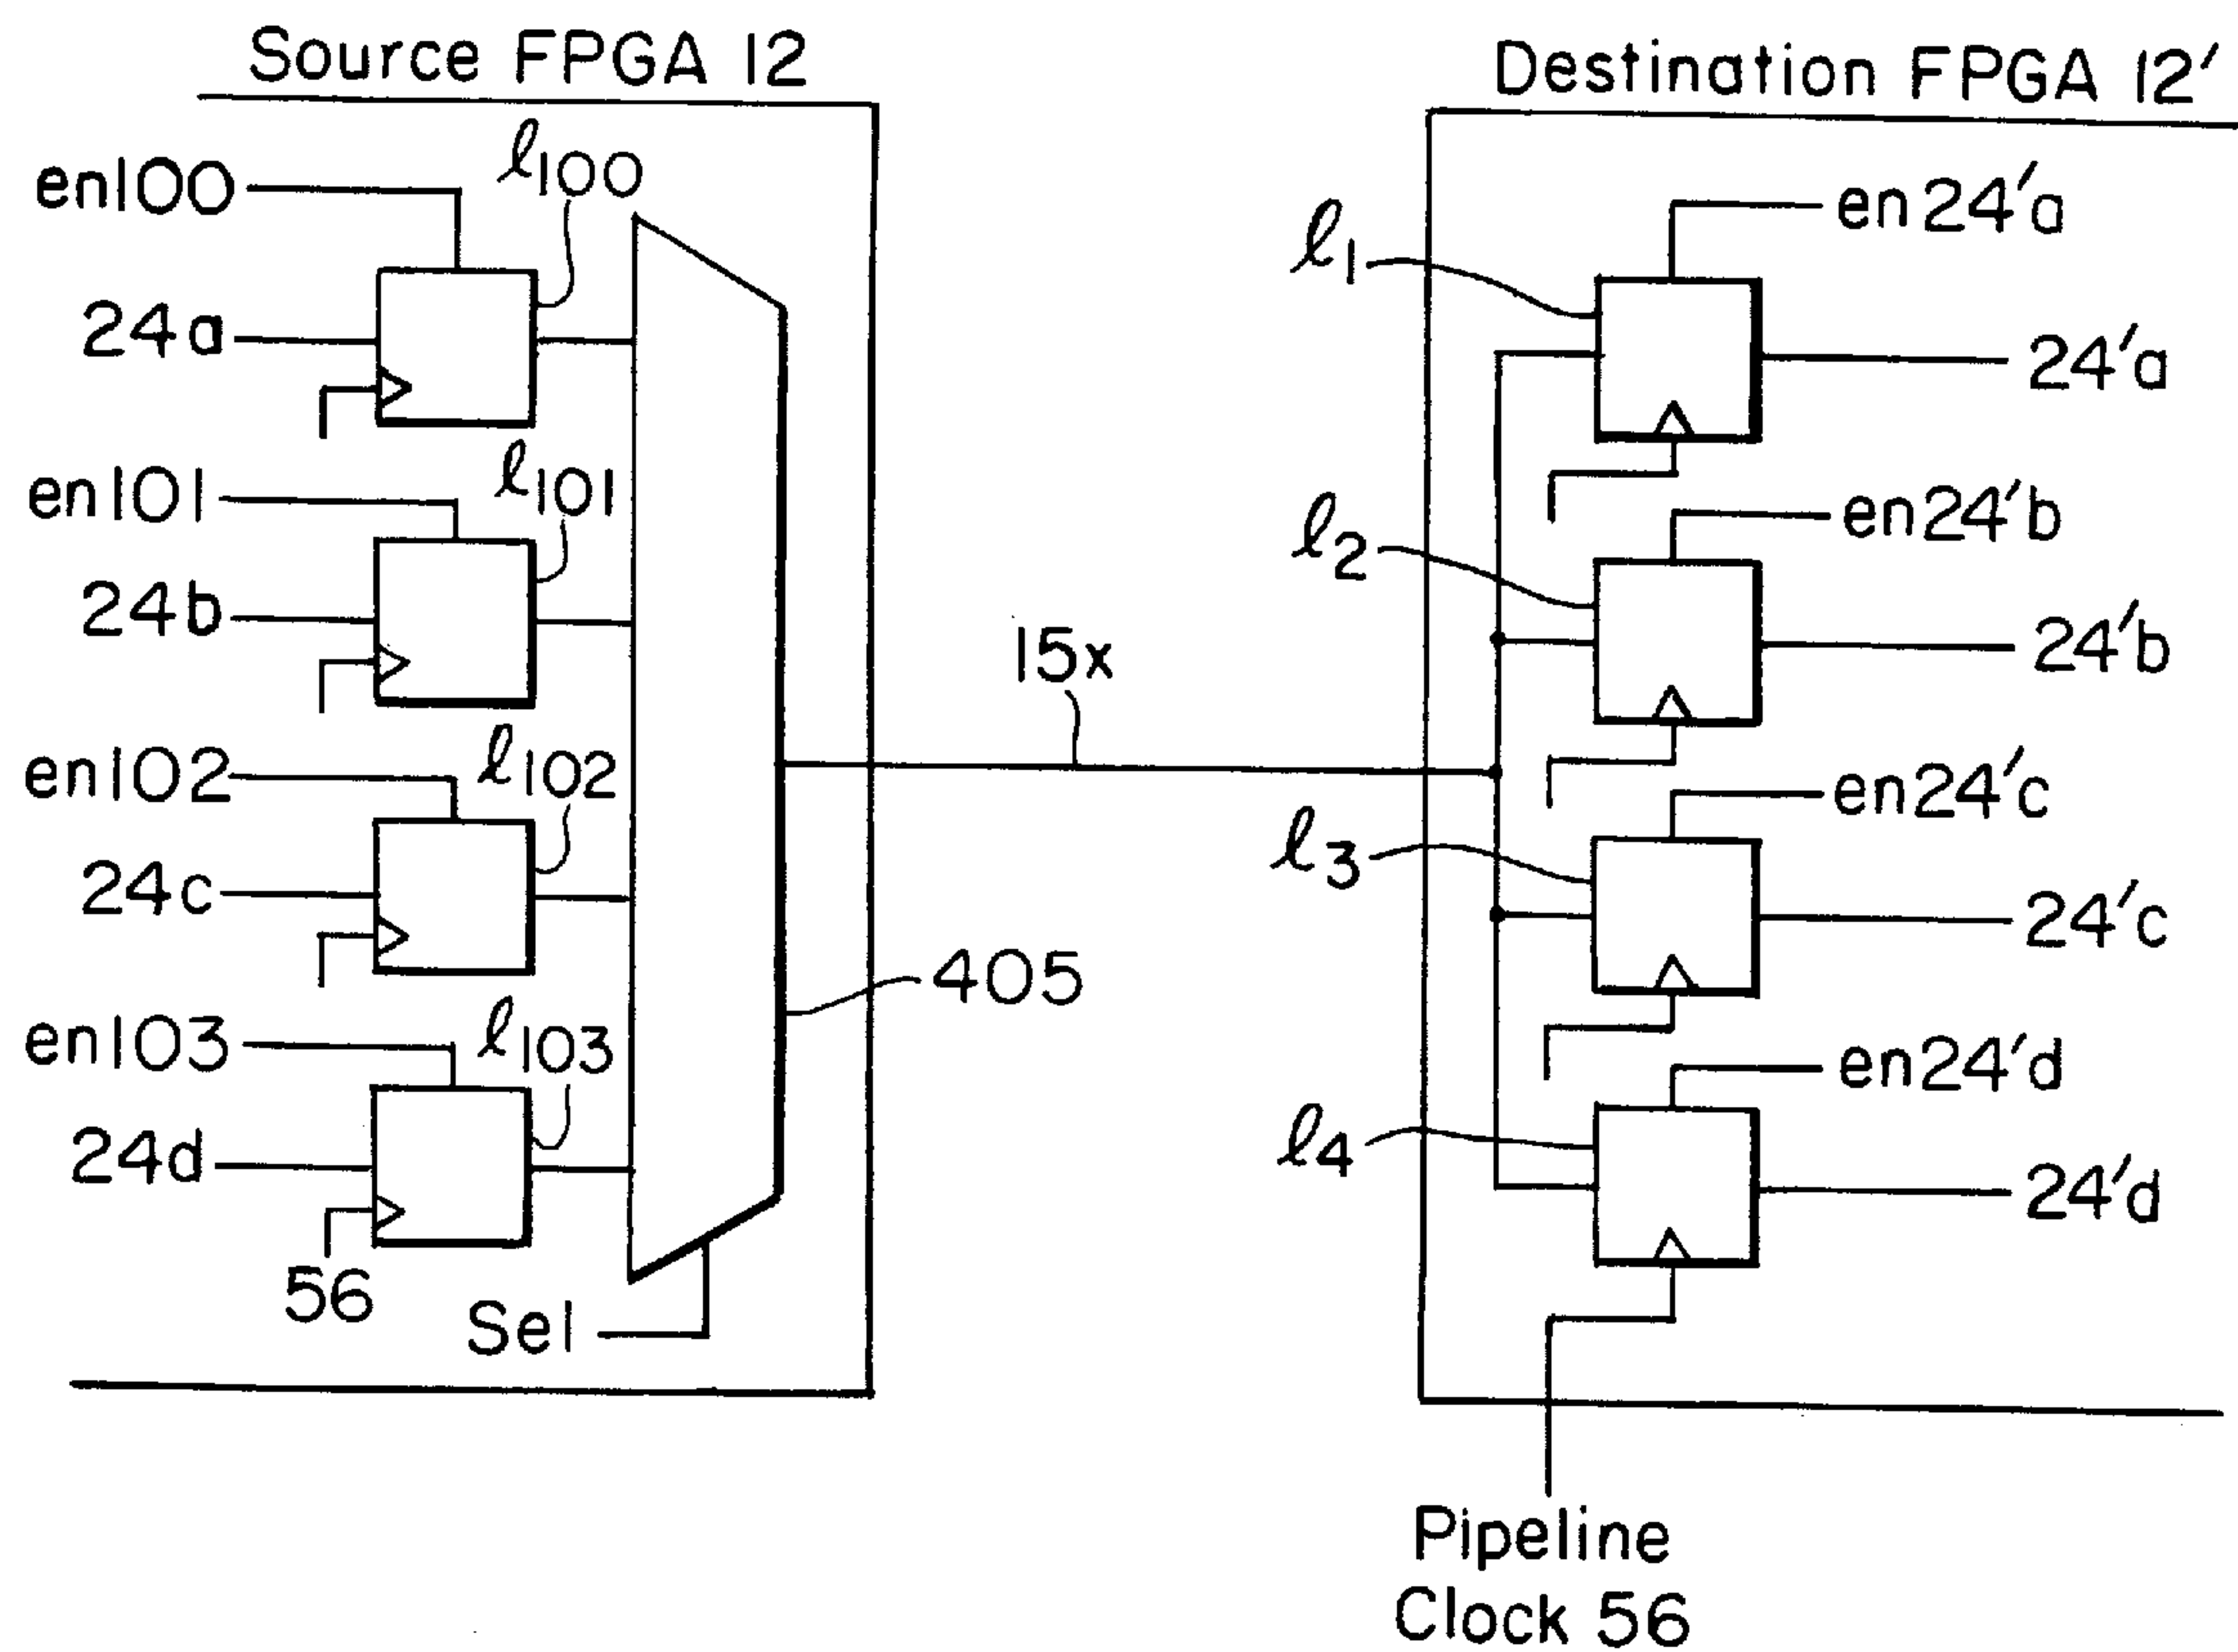 Source FPGA 12
Destination FPGA 12'
en100
ℓ100
24a
en101
ℓ101
24b
en102
ℓ102
24c
en103
ℓ103
24d
56
Sel
405
15x
ℓ1
en24'a
24'a
ℓ2
en24'b
24'b
ℓ3
en24'c
24'c
ℓ4
en24'd
24'd
Pipeline
Clock 56